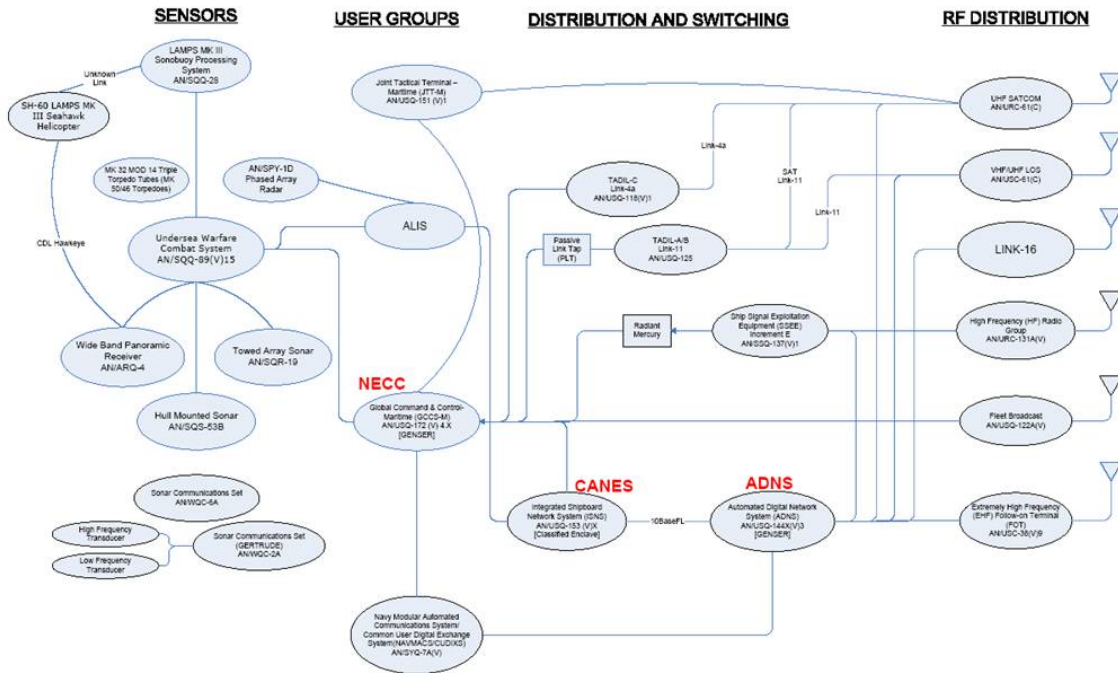 SENSORS
USER GROUPS
DISTRIBUTION AND SWITCHING
RF DISTRIBUTION
LAMPS MK III
Sonobuoy Processing
System
AN/SQQ-28
Unknown
Link
SH-60 LAMPS MK
III Seahawk
Helicopter
MK 32 MOD 14 Triple
Torpedo Tubes (MK
50/46 Torpedoes)
CDL Hawkeye
Undersea Warfare
Combat System
AN/SQQ-89(V)15
Wide Band Panoramic
Receiver
AN/ARQ-4
Towed Array Sonar
AN/SQR-19
Hull Mounted Sonar
AN/SQS-53B
Sonar Communications Set
AN/WQC-6A
High Frequency
Transducer
Low Frequency
Transducer
Sonar Communications Set
(GERTRUDE)
AN/WQC-2A
Joint Tactical Terminal –
Maritime (JTT-M)
AN/USQ-151 (V)1
AN/SPY-1D
Phased Array
Radar
ALIS
NECC
Global Command & Control-
Maritime (GCCS-M)
AN/USQ-172 (V) 4.X
[GENSER]
Navy Modular Automated
Communications System/
Common User Digital Exchange
System(NAVMACS/CUDIXS)
AN/SYQ-7A(V)
TADIL-C
Link-4a
AN/USQ-118(V)1
Link-4a
SAT
Link-11
Link-11
Passive
Link Tap
(PLT)
TADIL-A/B
Link-11
AN/USQ-125
Radiant
Mercury
Ship Signal Exploitation
Equipment (SSEE)
Increment E
AN/SSQ-137(V)1
CANES
Integrated Shipboard
Network System (ISNS)
AN/USQ-153 (V)X
[Classified Enclave]
10BaseFL
ADNS
Automated Digital Network
System (ADNS)
AN/USQ-144X(V)3
[GENSER]
UHF SATCOM
AN/URC-61(C)
VHF/UHF LOS
AN/USC-61(C)
LINK-16
High Frequency (HF) Radio
Group
AN/URC-131A(V)
Fleet Broadcast
AN/USQ-122A(V)
Extremely High Frequency
(EHF) Follow-on Terminal
(FOT)
AN/USC-38(V)9